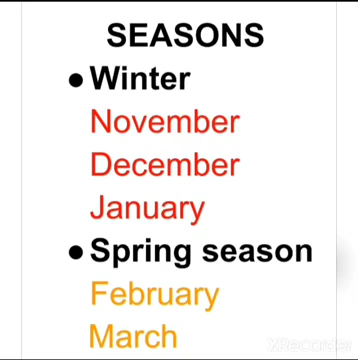 SEASONS
● Winter
November
December
January
● Spring season
February
March
XRecorder